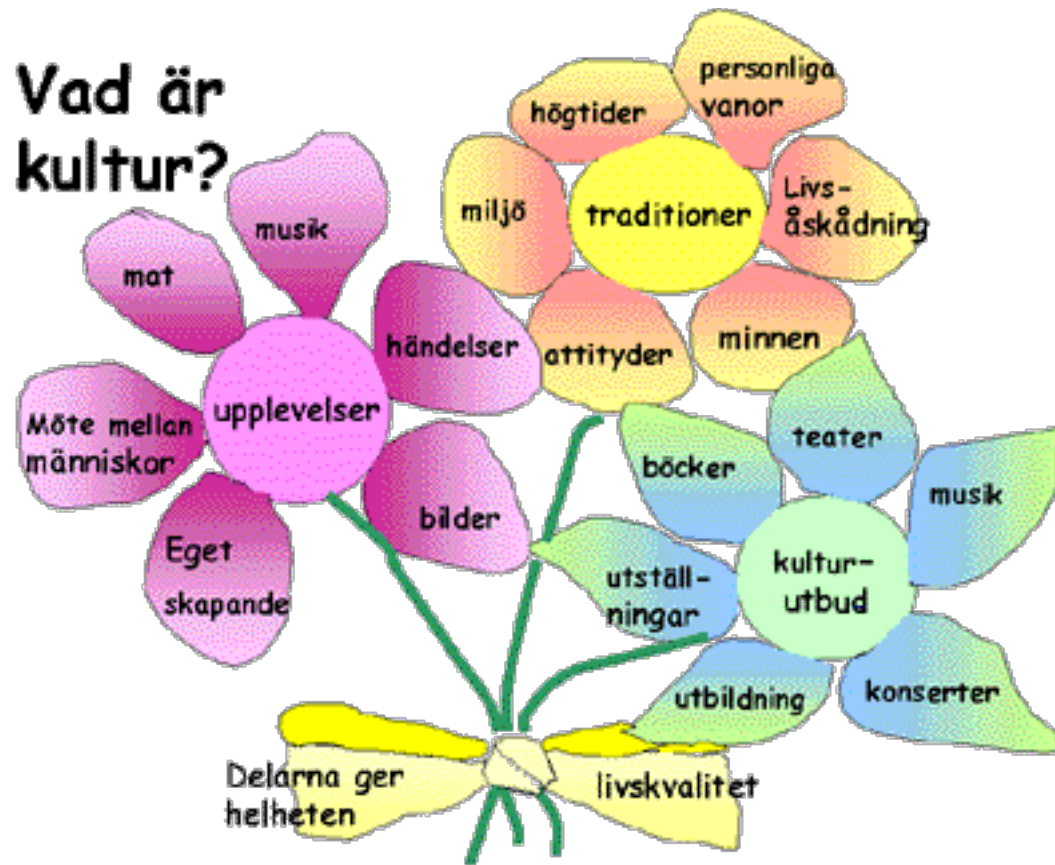 Vad är
kultur?
musik
mat
händelser
upplevelser
Möte mellan
människor
bilder
Eget
skapande
personliga
vanor
högtider
Livs-
åskådning
miljö
traditioner
minnen
attityder
teater
böcker
musik
kultur-
utbud
utställ-
ningar
utbildning
konserter
Delarna ger
helheten
livskvalitet